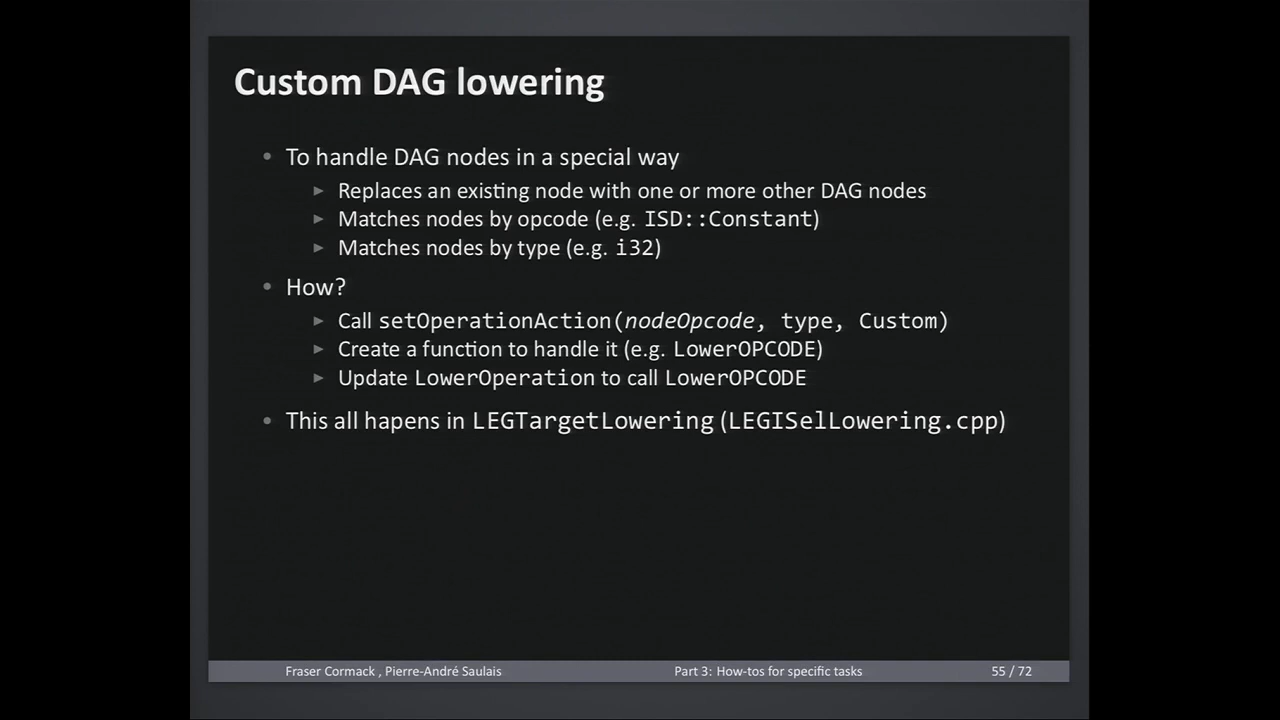 Custom DAG lowering
• To handle DAG nodes in a special way
▶ Replaces an existing node with one or more other DAG nodes
▶ Matches nodes by opcode (e.g. ISD::Constant)
▶ Matches nodes by type (e.g. i32)
• How?
▶ Call setOperationAction(nodeOpcode, type, Custom)
▶ Create a function to handle it (e.g. LowerOPCODE)
▶ Update LowerOperation to call LowerOPCODE
• This all hapens in LEGTargetLowering (LEGISelLowering.cpp)
Fraser Cormack , Pierre-André Saulais Part 3: How-tos for specific tasks 55 / 72